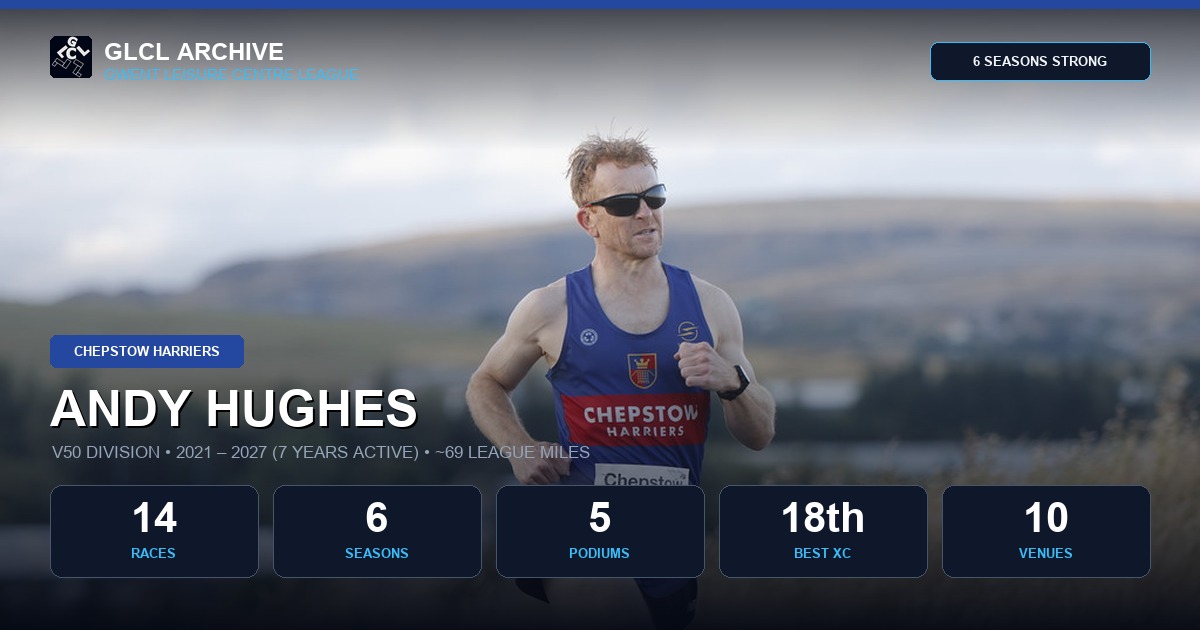 GLCL ARCHIVE
GWENT LEISURE CENTRE LEAGUE
6 SEASONS STRONG
CHEPSTOW
HARRIERS
Chepstow
CHEPSTOW HARRIERS
ANDY HUGHES
V50 DIVISION • 2021 – 2027 (7 YEARS ACTIVE) • ~69 LEAGUE MILES
14
RACES
6
SEASONS
5
PODIUMS
18th
BEST XC
10
VENUES